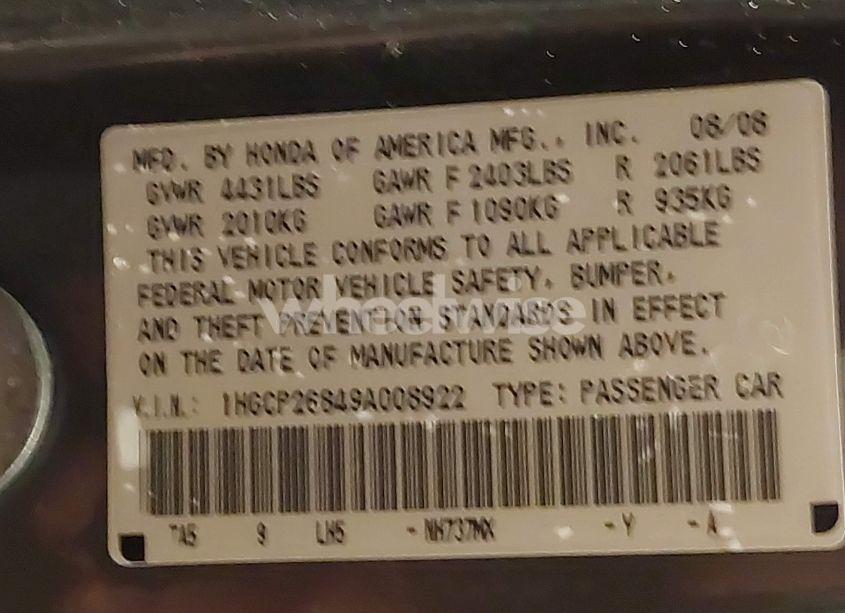 MFD. BY HONDA OF AMERICA MFG., INC. 08/08
GVWR 4431LBS GAWR F 2403LBS R 2061LBS
GVWR 2010KG GAWR F 1090KG R 935KG
THIS VEHICLE CONFORMS TO ALL APPLICABLE
FEDERAL MOTOR VEHICLE SAFETY, BUMPER,
wheelwise
AND THEFT PREVENTION STANDARDS IN EFFECT
ON THE DATE OF MANUFACTURE SHOWN ABOVE.
V.I.N.: 1HGCP26849A008922 TYPE: PASSENGER CAR
TA5 9 LH5 -NH737MX -Y -A